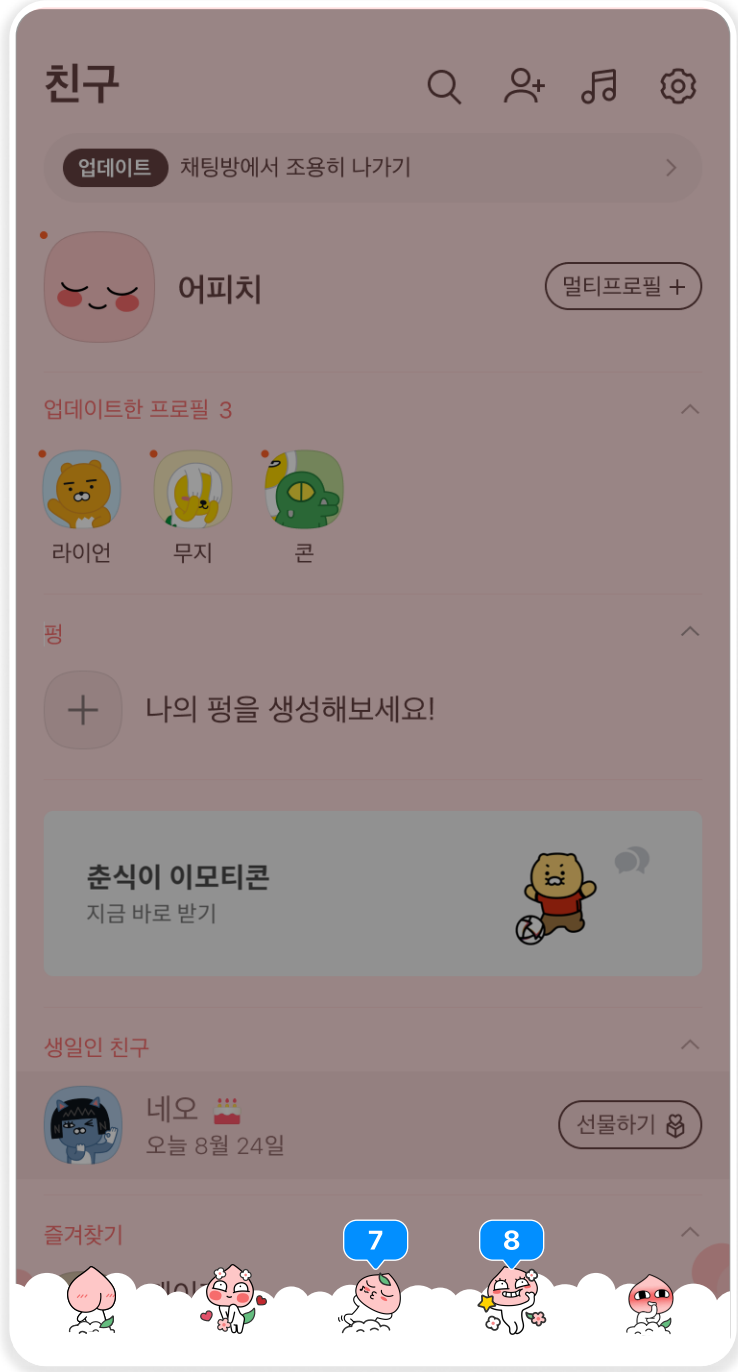 친구
업데이트 채팅방에서 조용히 나가기
어피치
멀티프로필 +
업데이트한 프로필 3
라이언 무지 콘
펑
나의 펑을 생성해보세요!
춘식이 이모티콘
지금 바로 받기
생일인 친구
네오
오늘 8월 24일
선물하기
즐겨찾기
7 8